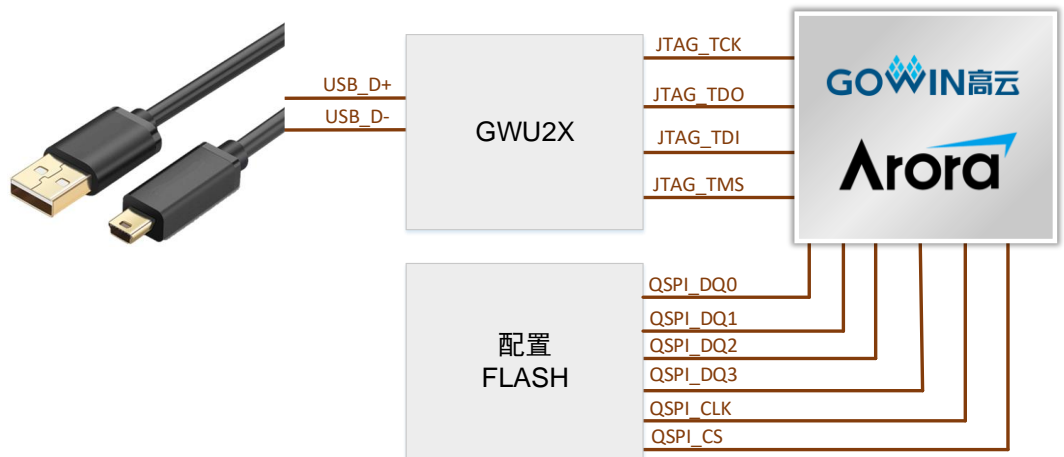 USB_D+
USB_D-
GWU2X
JTAG_TCK
JTAG_TDO
JTAG_TDI
JTAG_TMS
GOWIN高云
Arora
配置
FLASH
QSPI_DQ0
QSPI_DQ1
QSPI_DQ2
QSPI_DQ3
QSPI_CLK
QSPI_CS